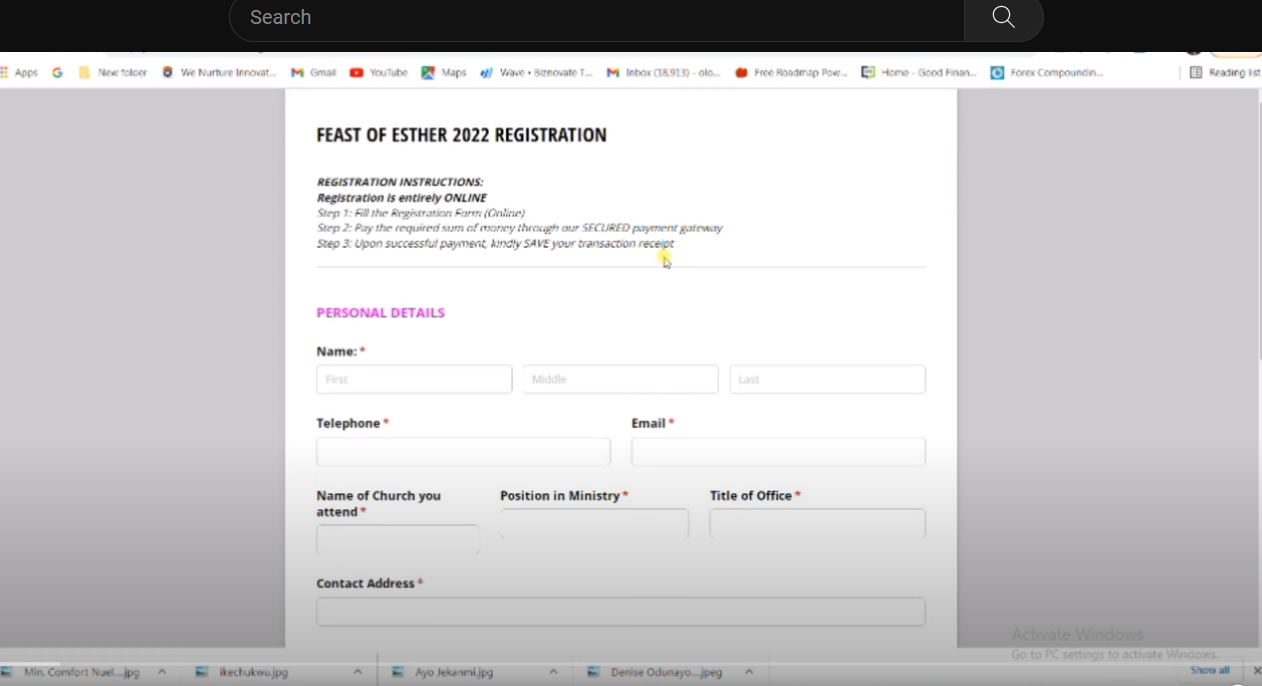 Search
Apps
New folder
We Nurture Innovat...
Gmail
YouTube
Maps
Wave • Biznovate T...
Inbox (18,913) - olo...
Free Roadmap Pow...
Home - Good Finan...
Forex Compoundin...
Reading list
FEAST OF ESTHER 2022 REGISTRATION
REGISTRATION INSTRUCTIONS:
Registration is entirely ONLINE
Step 1: Fill the Registration Form (Online)
Step 2: Pay the required sum of money through our SECURED payment gateway
Step 3: Upon successful payment, kindly SAVE your transaction receipt
PERSONAL DETAILS
Name: *
First
Middle
Last
Telephone *
Email *
Name of Church you
attend *
Position in Ministry *
Title of Office *
Contact Address *
Activate Windows
Go to PC settings to activate Windows.
Min. Comfort Nuel....jpg
ikechukwu.jpg
Ayo Jekanmi.jpg
Denise Odunayo...jpeg
Show all